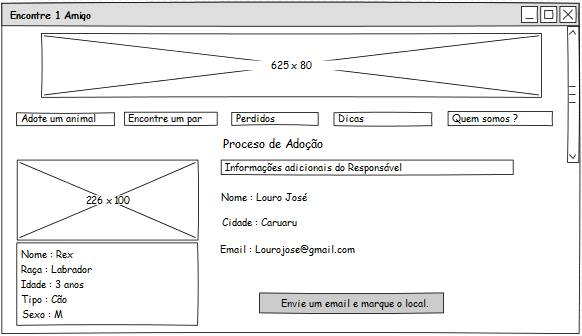 Encontre 1 Amigo
625 x 80
Adote um animal
Encontre um par
Perdidos
Dicas
Quem somos ?
Proceso de Adoção
Informações adicionais do Responsável
226 x 100
Nome : Louro José
Cidade : Caruaru
Email : Lourojose@gmail.com
Nome : Rex
Raça : Labrador
Idade : 3 anos
Tipo : Cão
Sexo : M
Envie um email e marque o local.